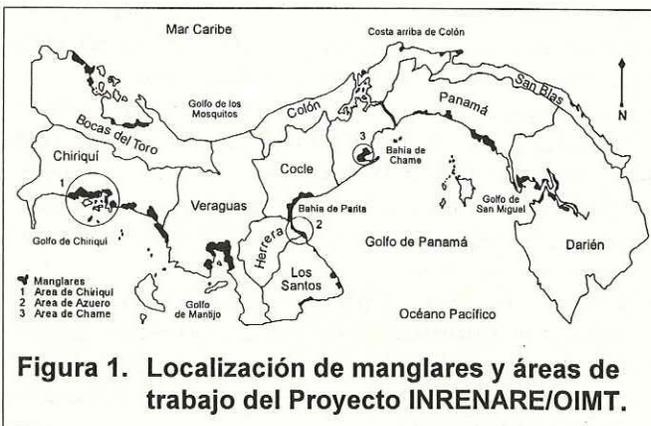 Mar Caribe
Costa arriba de Colón
Golfo de los
Mosquitos
Colón
Panamá
San Blas
N
Bocas del Toro
3
Bahía de
Chame
Chiriquí
Cocle
1
Veraguas
Bahía de Parita
Golfo de
San Miguel
2
Golfo de Chiriquí
Herrera
Golfo de Panamá
Darién
Los
Santos
Manglares
1 Area de Chiriquí
2 Area de Azuero
3 Area de Chame
Golfo
de Mantijo
Océano Pacífico
Figura 1. Localización de manglares y áreas de
trabajo del Proyecto INRENARE/OIMT.